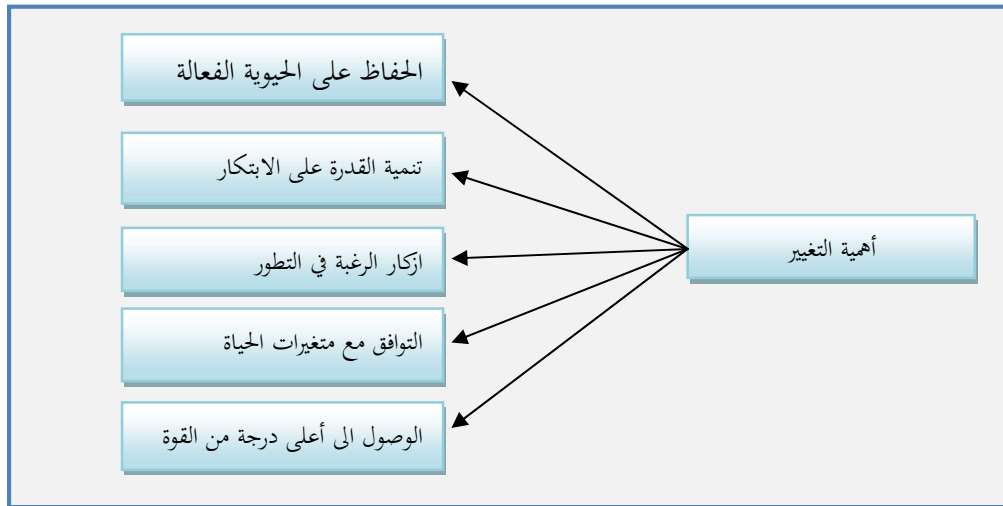 أهمية التغيير
الحفاظ على الحيوية الفعالة
تنمية القدرة على الابتكار
ازكار الرغبة في التطور
التوافق مع متغيرات الحياة
الوصول الى أعلى درجة من القوة